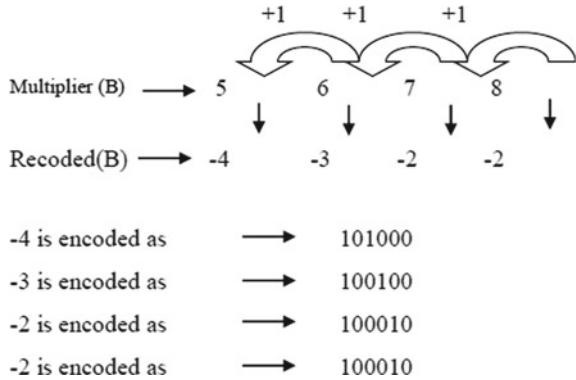 +1 +1 +1
Multiplier (B) 5 6 7 8
Recoded(B) -4 -3 -2 -2
-4 is encoded as 101000
-3 is encoded as 100100
-2 is encoded as 100010
-2 is encoded as 100010